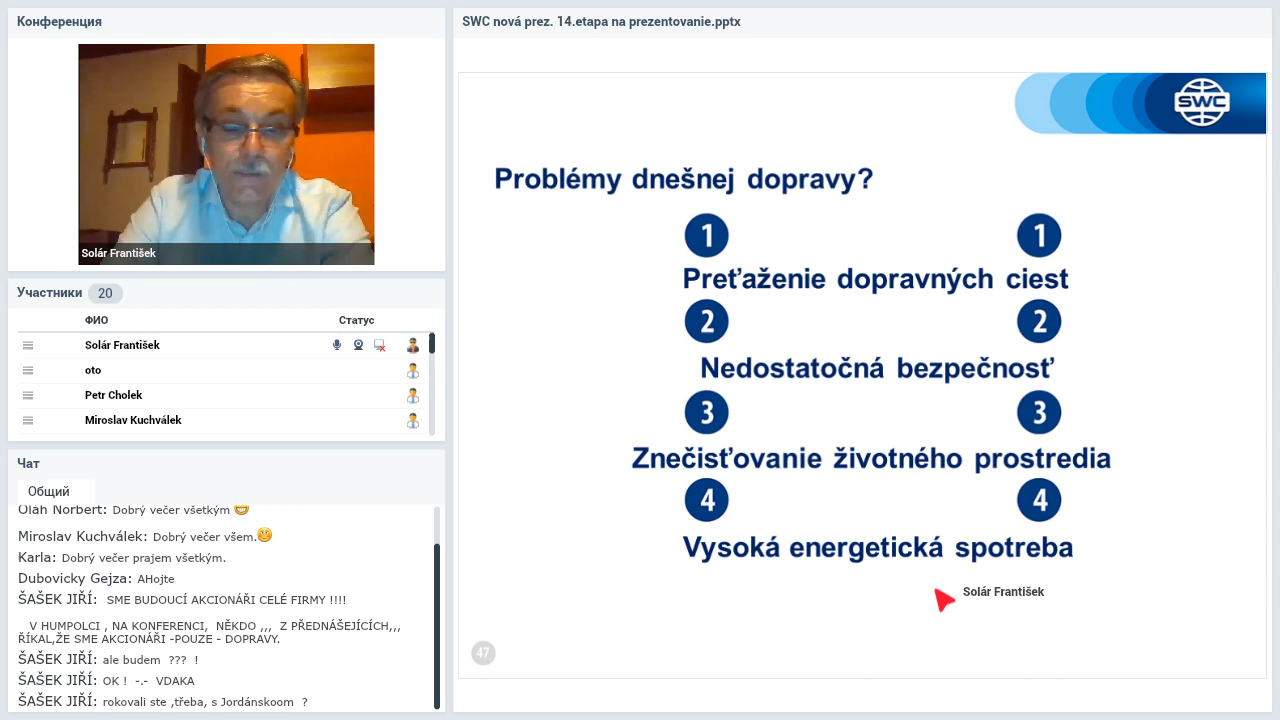 Конференция
Solár František
Участники 20
ФИО Статус
Solár František
oto
Petr Cholek
Miroslav Kuchválek
Чат
Общий
Oláh Norbert: Dobrý večer všetkým
Miroslav Kuchválek: Dobrý večer všem.
Karla: Dobrý večer prajem všetkým.
Dubovicky Gejza: AHojte
ŠAŠEK JIŘÍ: SME BUDOUCÍ AKCIONÁŘI CELÉ FIRMY !!!!
V HUMPOLCI , NA KONFERENCI, NĚKDO ,,, Z PŘEDNÁŠEJÍCÍCH,,,
ŘÍKAL,ŽE SME AKCIONÁŘI -POUZE - DOPRAVY.
ŠAŠEK JIŘÍ: ale budem ??? !
ŠAŠEK JIŘÍ: OK ! -.- VDAKA
ŠAŠEK JIŘÍ: rokovali ste ,třeba, s Jordánskoom ?
SWC nová prez. 14.etapa na prezentovanie.pptx
SWC
Problémy dnešnej dopravy?
1 1
Preťaženie dopravných ciest
2 2
Nedostatočná bezpečnosť
3 3
Znečisťovanie životného prostredia
4 4
Vysoká energetická spotreba
Solár František
47